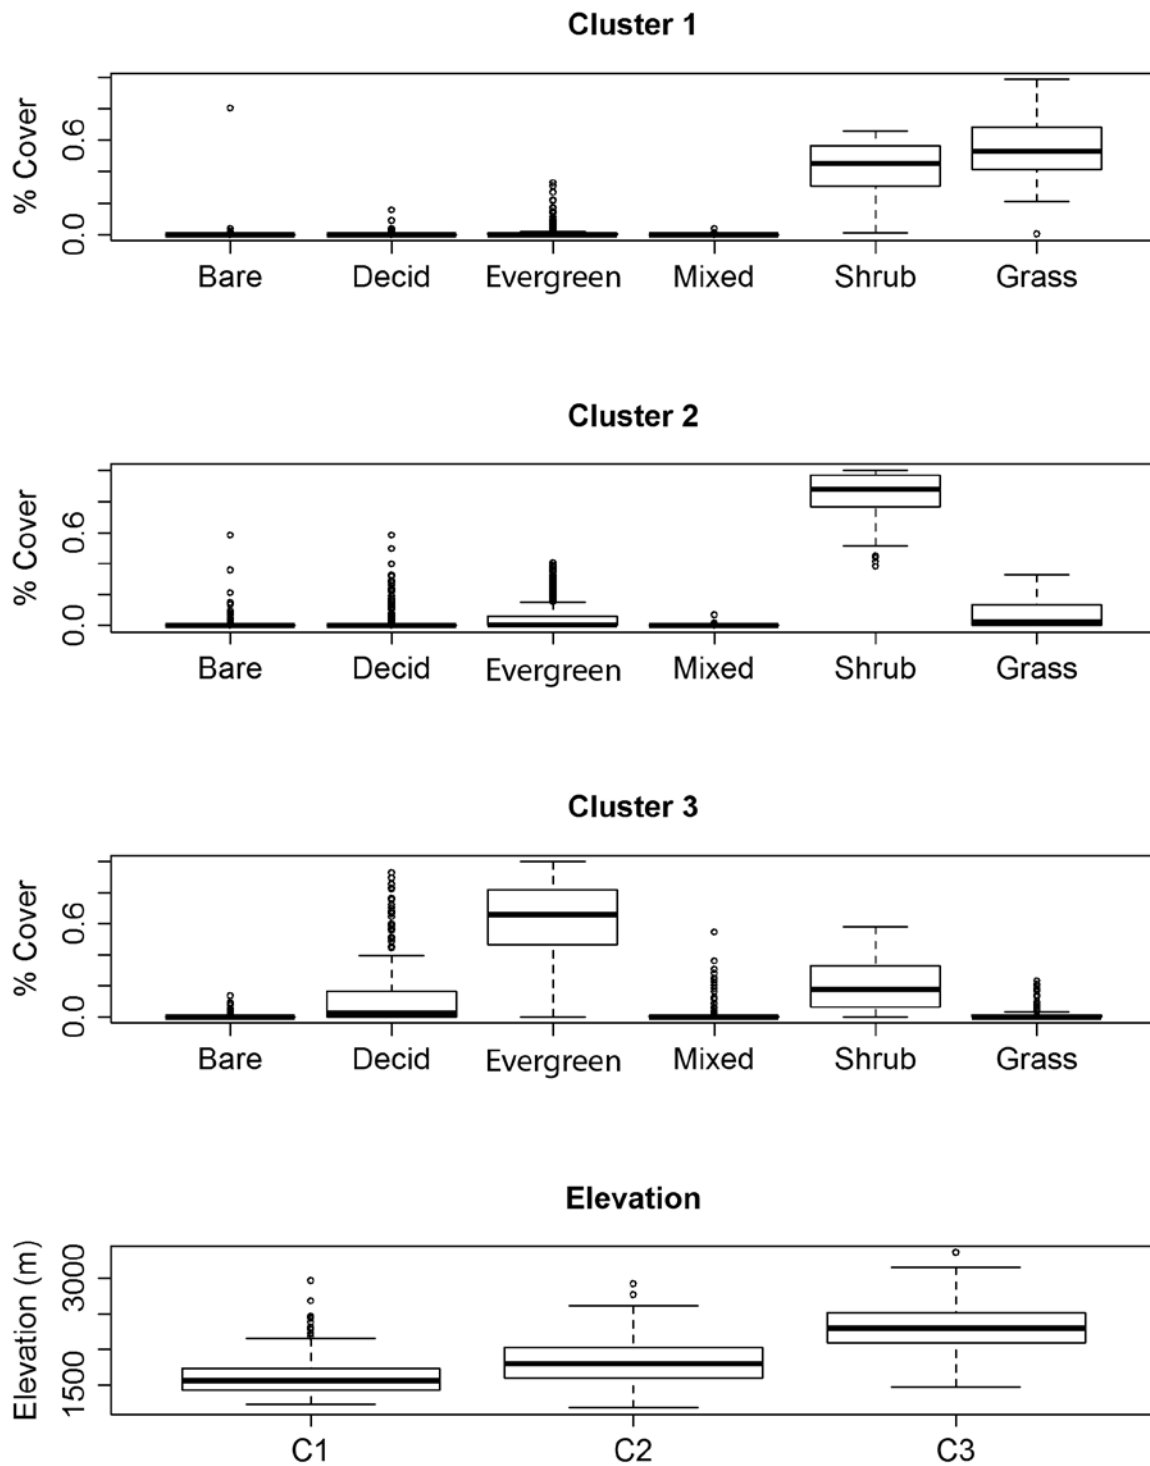 Cluster 1
% Cover
0.6
0.0
Bare Decid Evergreen Mixed Shrub Grass
Cluster 2
% Cover
0.6
0.0
Bare Decid Evergreen Mixed Shrub Grass
Cluster 3
% Cover
0.6
0.0
Bare Decid Evergreen Mixed Shrub Grass
Elevation
Elevation (m)
3000
1500
C1 C2 C3